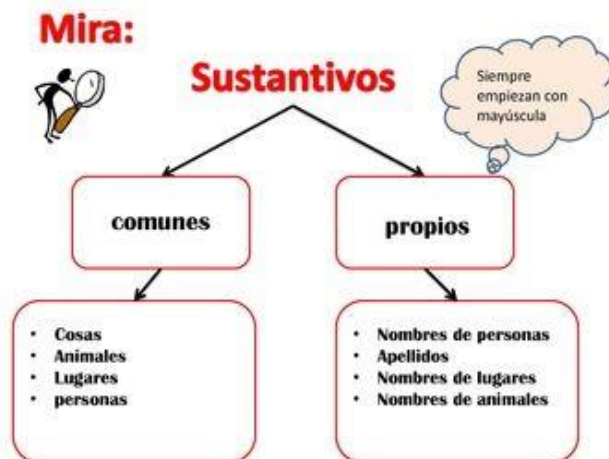 Mira:
Sustantivos
Siempre
empiezan con
mayúscula
comunes
propios
• Cosas
• Animales
• Lugares
• personas
• Nombres de personas
• Apellidos
• Nombres de lugares
• Nombres de animales